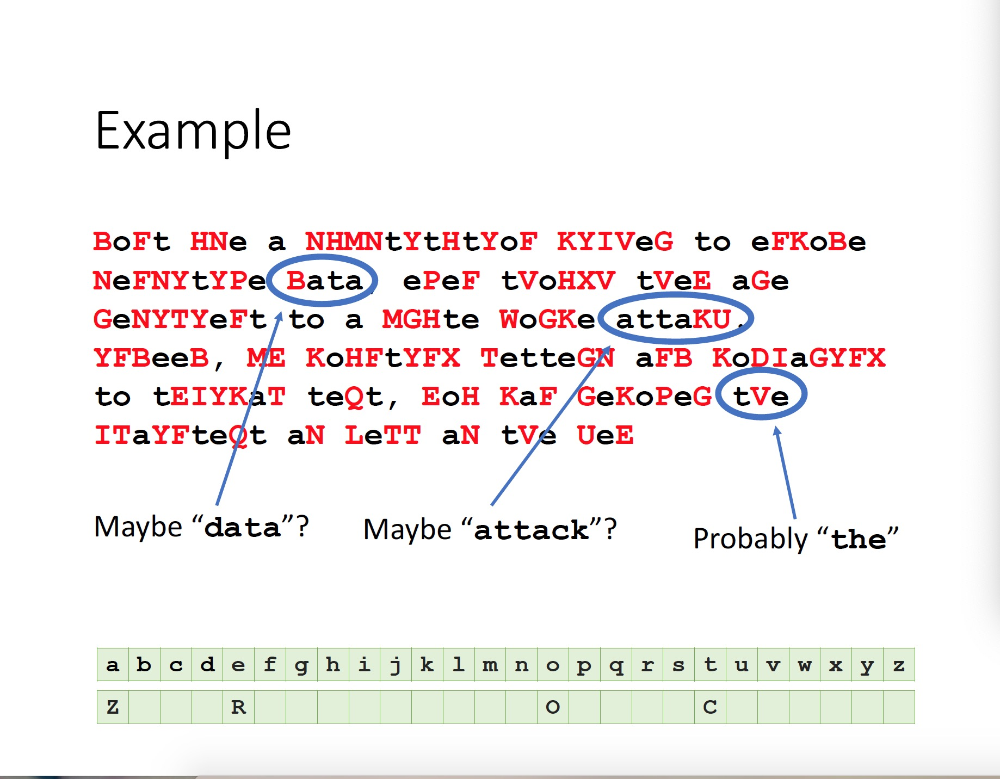 Example
BoFt HNe a NHMNtYtHtYoF KYIVeG to eFKoBe
NeFNYtYPe Bata, ePeF tVoHXV tVeE aGe
GeNYTYeFt to a MGHte WoGKe attaKU.
YFBeeB, ME KoHFtYFX TetteGN aFB KoDIaGYFX
to tEIYKaT teQt, EoH KaF GeKoPeG tVe
ITaYFteQt aN LeTT aN tVe UeE
Maybe “data”? Maybe “attack”? Probably “the”
a b c d e f g h i j k l m n o p q r s t u v w x y z
Z R O C